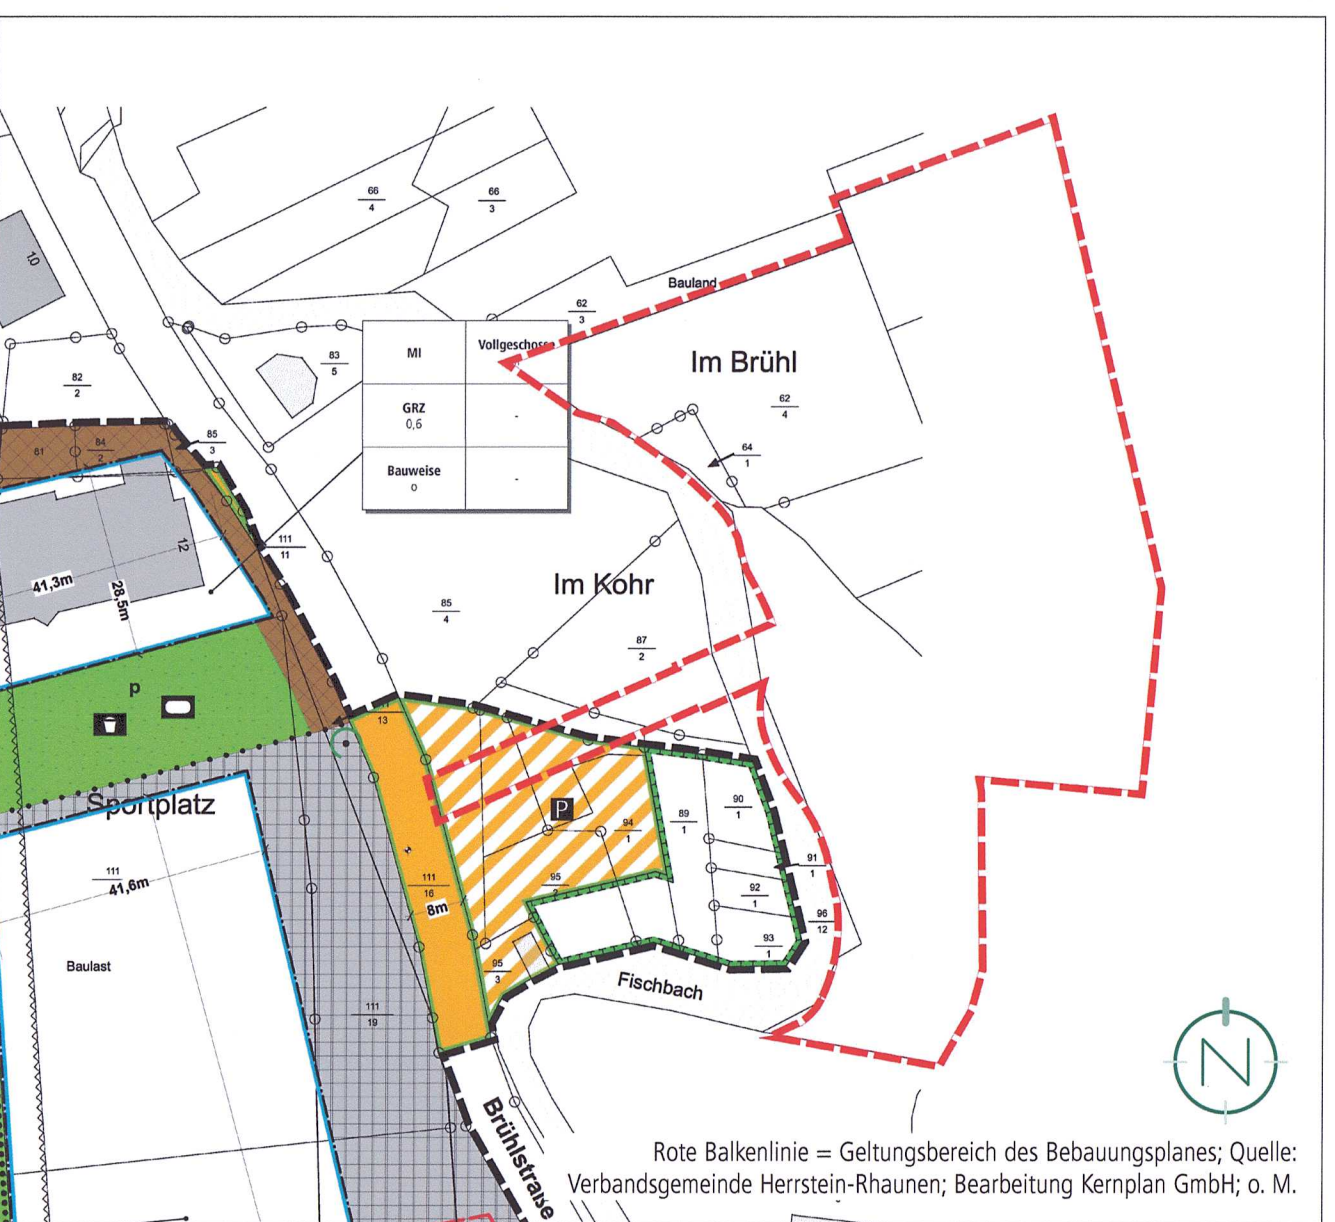 10
66
4
66
3
Bauland
62
3
MI
Vollgeschosse
GRZ
0,6
-
Bauweise
o
-
83
5
82
2
Im Brühl
62
4
64
1
81
84
2
85
3
111
11
12
41,3m
28,5m
Im Kohr
85
4
87
2
p
13
Sportplatz
P
94
1
89
1
90
1
91
1
92
1
93
1
96
12
111
41,6m
111
16
8m
95
2
95
3
Baulast
111
19
Fischbach
Brühlstraße
N
Rote Balkenlinie = Geltungsbereich des Bebauungsplanes; Quelle:
Verbandsgemeinde Herrstein-Rhaunen; Bearbeitung Kernplan GmbH; o. M.